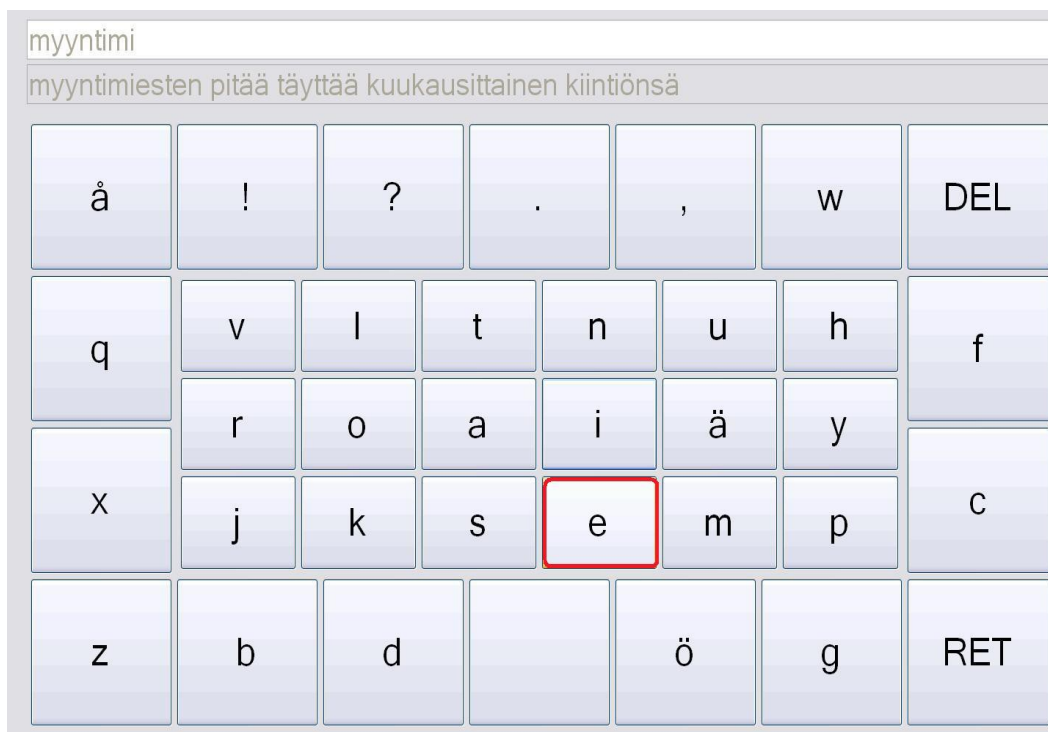 myyntimi
myyntimiesten pitää täyttää kuukausittainen kiintiönsä
å ! ? . , w DEL
q v l t n u h f
r o a i ä y
x j k s e m p c
z b d ö g RET